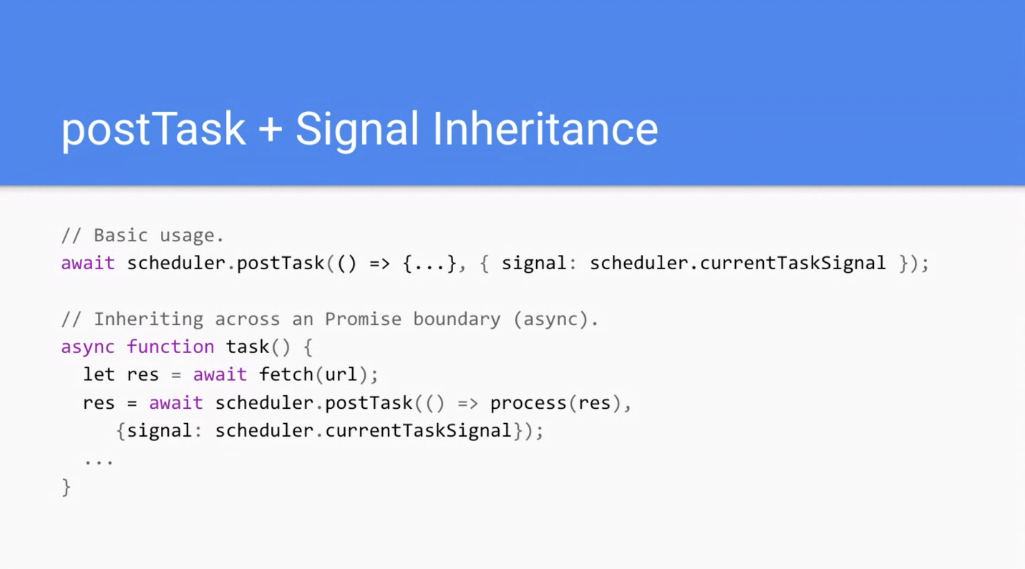 postTask + Signal Inheritance
// Basic usage.
await scheduler.postTask(() => {...}, { signal: scheduler.currentTaskSignal });
// Inheriting across an Promise boundary (async).
async function task() {
  let res = await fetch(url);
  res = await scheduler.postTask(() => process(res),
     {signal: scheduler.currentTaskSignal});
  ...
}